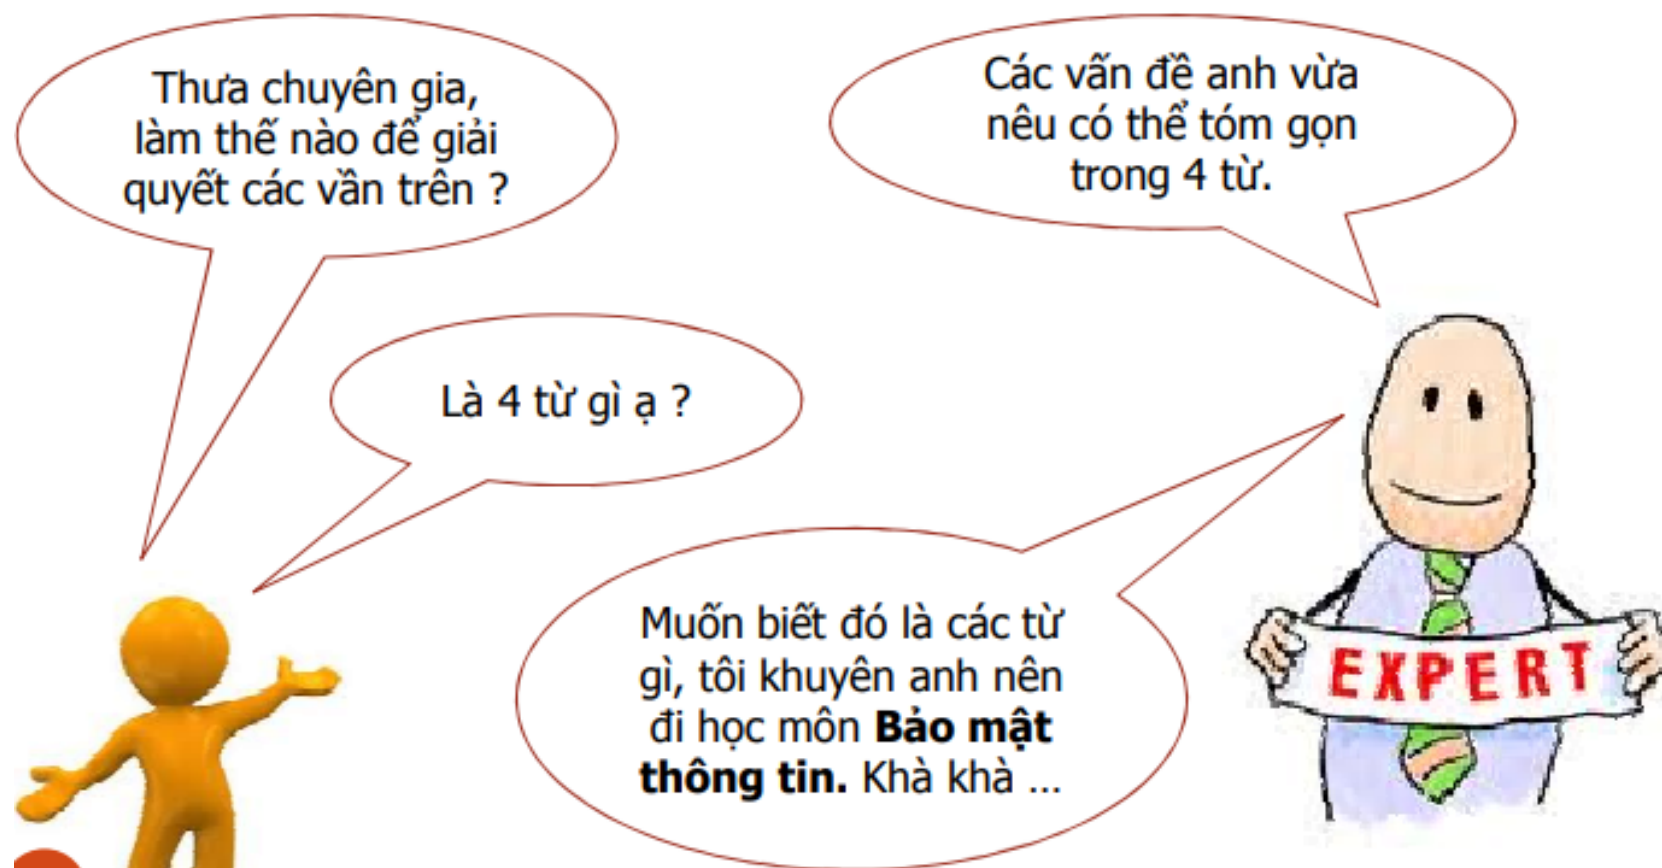 Thưa chuyên gia,
làm thế nào để giải
quyết các vần trên ?
Các vấn đề anh vừa
nêu có thể tóm gọn
trong 4 từ.
Là 4 từ gì ạ ?
Muốn biết đó là các từ
gì, tôi khuyên anh nên
đi học môn Bảo mật
thông tin. Khà khà ...
EXPERT